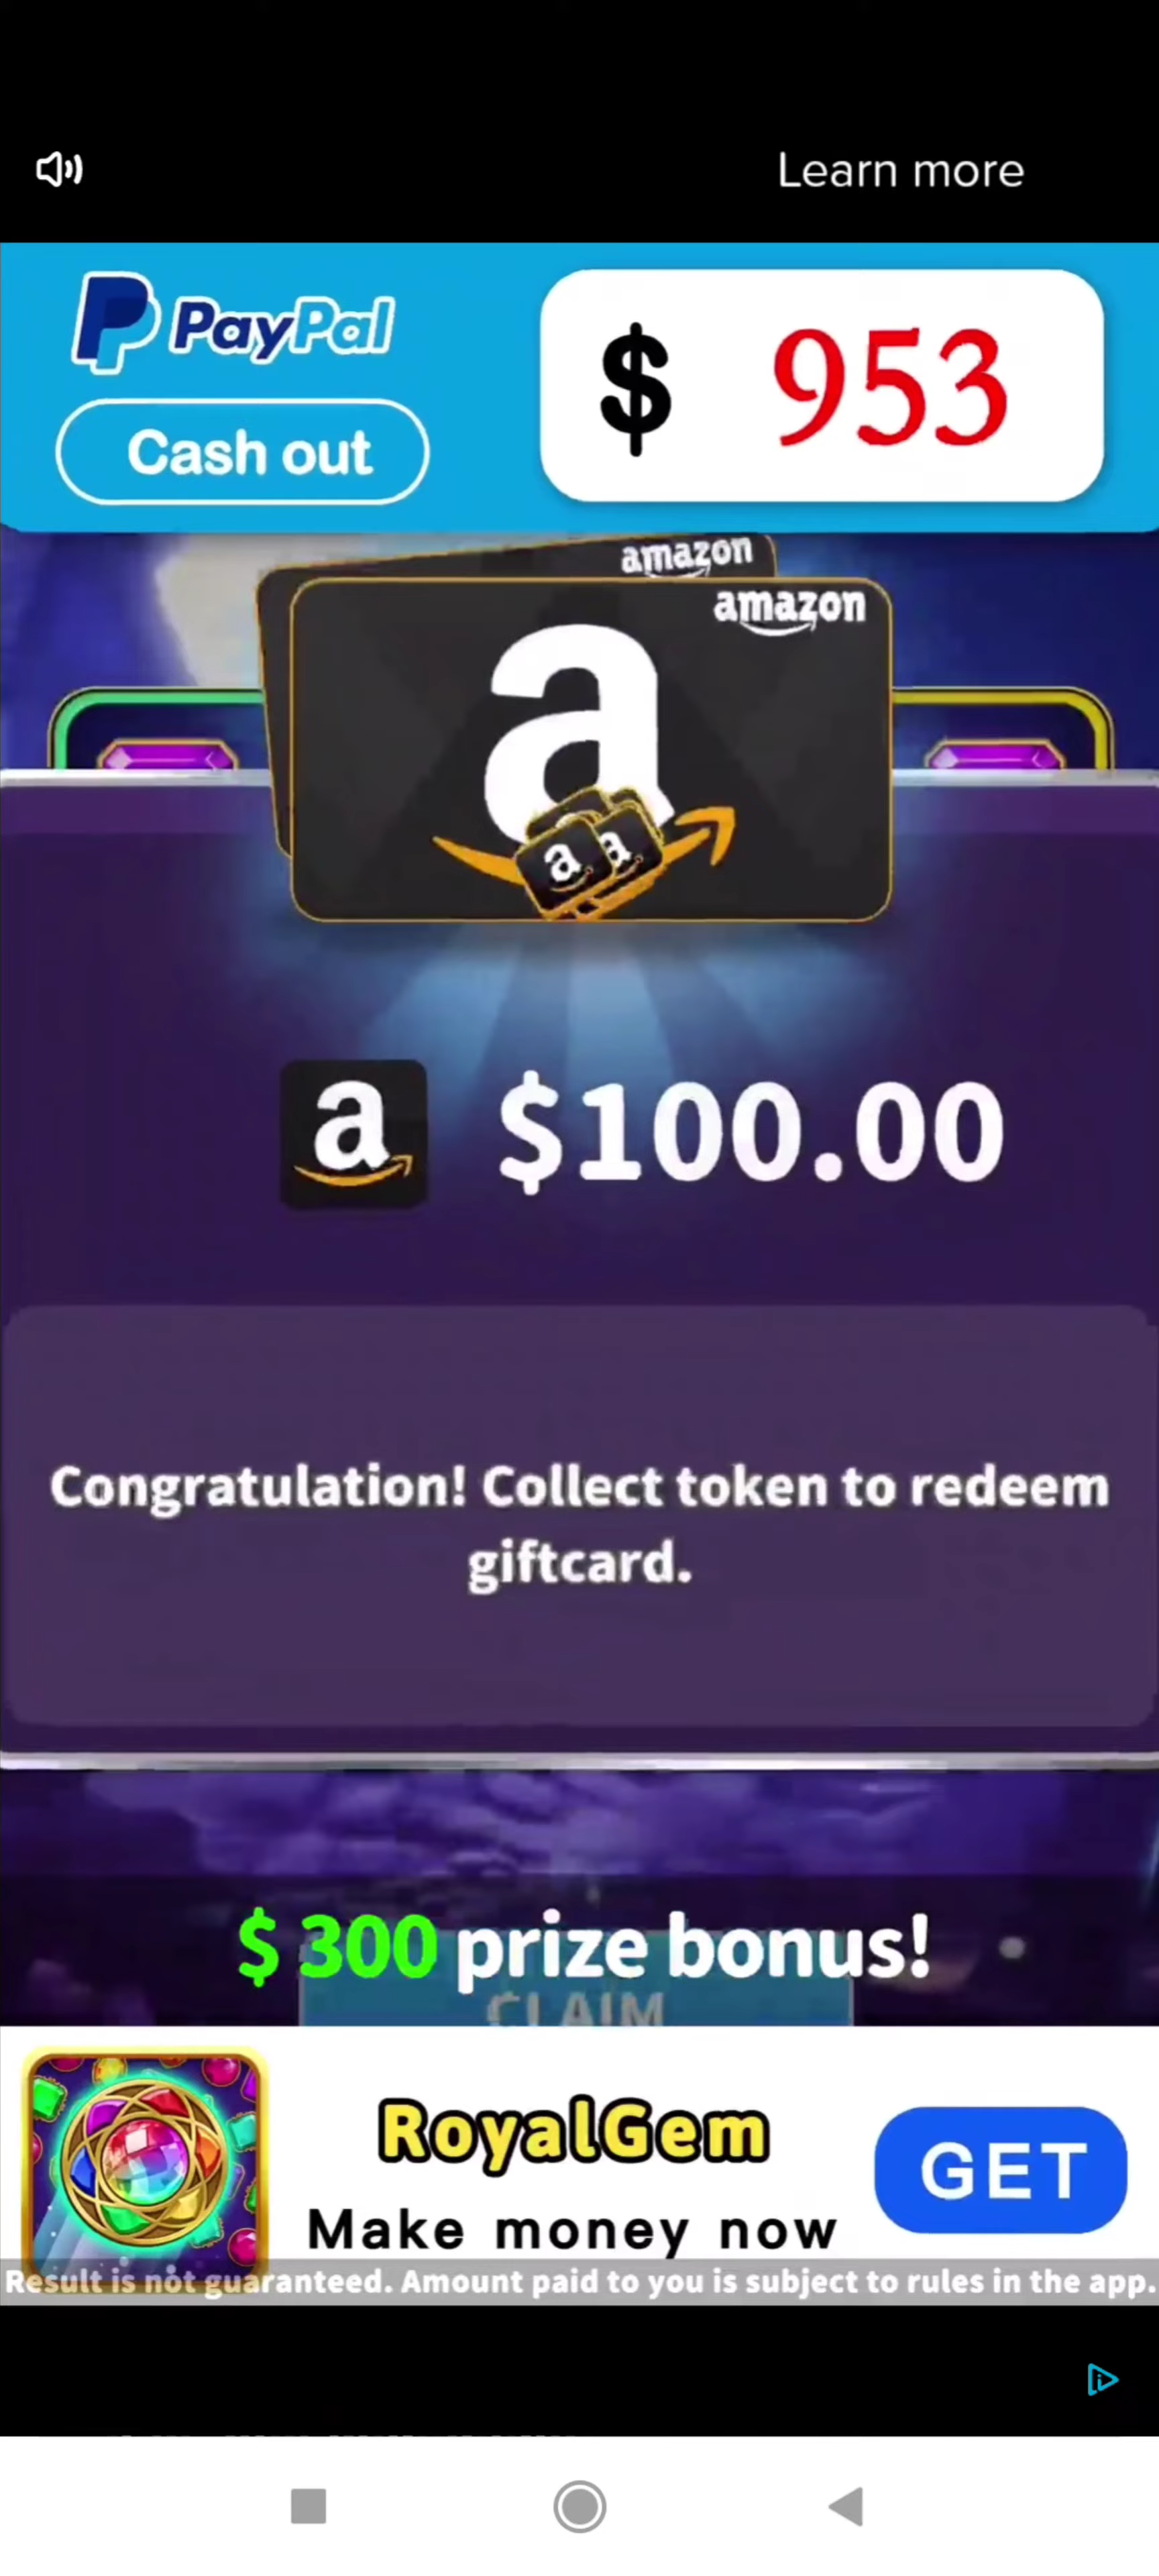 Learn more
PayPal
$ 953
Cash out
amazon
amazon
a
a a
a $100.00
Congratulation! Collect token to redeem
giftcard.
$ 300 prize bonus!
CLAIM
RoyalGem
GET
Make money now
Result is not guaranteed. Amount paid to you is subject to rules in the app.